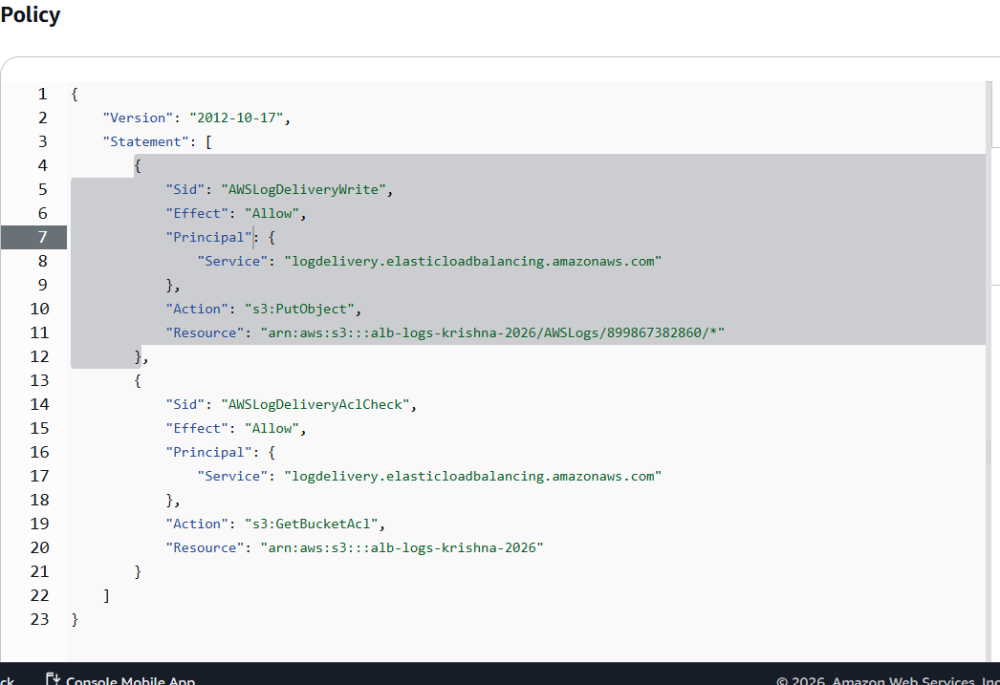 Policy
1 {
2 "Version": "2012-10-17",
3 "Statement": [
4 {
5 "Sid": "AWSLogDeliveryWrite",
6 "Effect": "Allow",
7 "Principal": {
8 "Service": "logdelivery.elasticloadbalancing.amazonaws.com"
9 },
10 "Action": "s3:PutObject",
11 "Resource": "arn:aws:s3:::alb-logs-krishna-2026/AWSLogs/899867382860/*"
12 },
13 {
14 "Sid": "AWSLogDeliveryAclCheck",
15 "Effect": "Allow",
16 "Principal": {
17 "Service": "logdelivery.elasticloadbalancing.amazonaws.com"
18 },
19 "Action": "s3:GetBucketAcl",
20 "Resource": "arn:aws:s3:::alb-logs-krishna-2026"
21 }
22 ]
23 }
ck Console Mobile App © 2026, Amazon Web Services, Inc